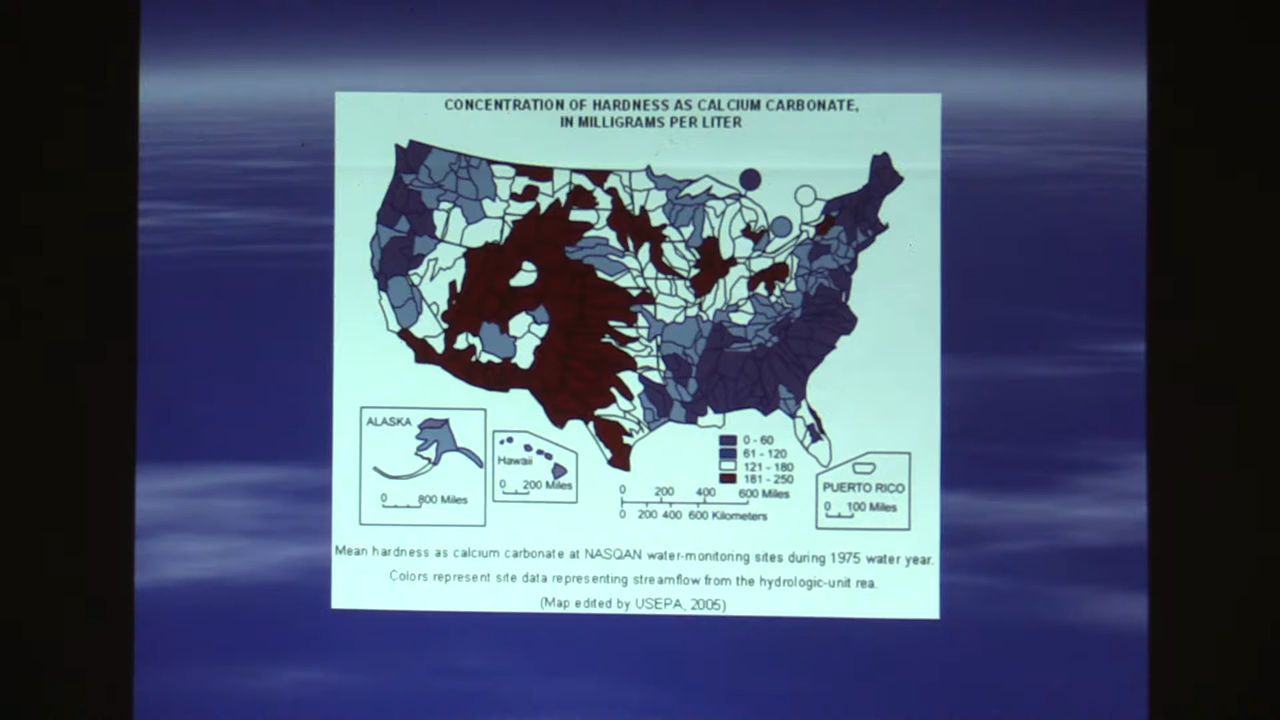 CONCENTRATION OF HARDNESS AS CALCIUM CARBONATE,
IN MILLIGRAMS PER LITER
ALASKA
0 800 Miles
Hawaii
0 200 Miles
0 - 60
61 - 120
121 - 180
181 - 250
0 200 400 600 Miles
0 200 400 600 Kilometers
PUERTO RICO
0 100 Miles
Mean hardness as calcium carbonate at NASQAN water-monitoring sites during 1975 water year.
Colors represent site data representing streamflow from the hydrologic-unit rea.
(Map edited by USEPA, 2005)